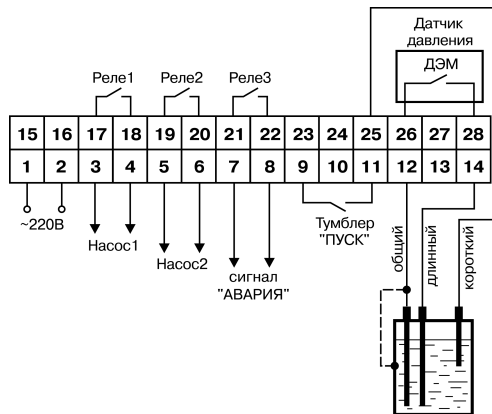 Датчик
давления
ДЭМ
Реле1 Реле2 Реле3
15 16 17 18 19 20 21 22 23 24 25 26 27 28
1 2 3 4 5 6 7 8 9 10 11 12 13 14
~220В
Насос1
Насос2
сигнал
"АВАРИЯ"
Тумблер
"ПУСК"
общий
длинный
короткий